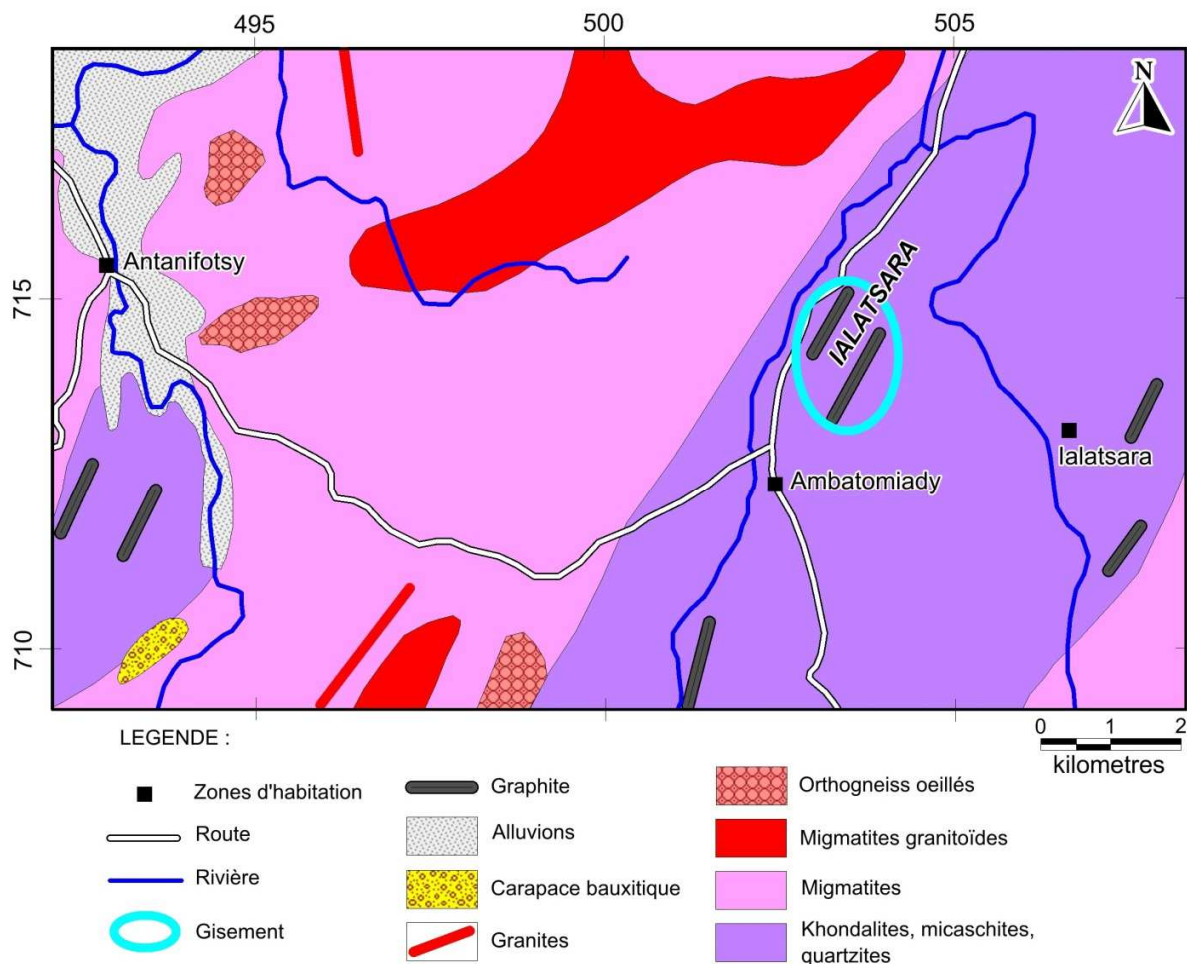 495
500
505
N
Antanifotsy
715
IALATSARA
Ialatsara
Ambatomiady
710
0 1 2
kilometres
LEGENDE :
Zones d'habitation
Route
Rivière
Gisement
Graphite
Alluvions
Carapace bauxitique
Granites
Orthogneiss oeillés
Migmatites granitoïdes
Migmatites
Khondalites, micaschites,
quartzites